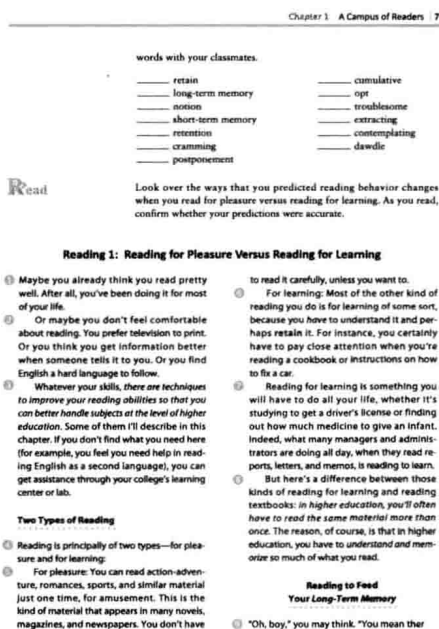 Chapter 1 A Campus of Readers 7
words with your classmates.
retain
long-term memory
notion
short-term memory
retention
cramming
postponement
cumulative
opt
troublesome
extracting
contemplating
dawdle
Read
Look over the ways that you predicted reading behavior changes
when you read for pleasure versus reading for learning. As you read,
confirm whether your predictions were accurate.
Reading 1: Reading for Pleasure Versus Reading for Learning
1 Maybe you already think you read pretty
well. After all, you've been doing it for most
of your life.
2 Or maybe you don't feel comfortable
about reading. You prefer television to print.
Or you think you get information better
when someone tells it to you. Or you find
English a hard language to follow.
3 Whatever your skills, there are techniques
to improve your reading abilities so that you
can better handle subjects at the level of higher
education. Some of them I'll describe in this
chapter. If you don't find what you need here
(for example, you feel you need help in read-
ing English as a second language), you can
get assistance through your college's learning
center or lab.
Two Types of Reading
4 Reading is principally of two types—for plea-
sure and for learning:
5 For pleasure: You can read action-adven-
ture, romances, sports, and similar material
just one time, for amusement. This is the
kind of material that appears in many novels,
magazines, and newspapers. You don't have
to read it carefully, unless you want to.
6 For learning: Most of the other kind of
reading you do is for learning of some sort,
because you have to understand it and per-
haps retain it. For instance, you certainly
have to pay close attention when you're
reading a cookbook or instructions on how
to fix a car.
7 Reading for learning is something you
will have to do all your life, whether it's
studying to get a driver's license or finding
out how much medicine to give an infant.
Indeed, what many managers and adminis-
trators are doing all day, when they read re-
ports, letters, and memos, is reading to learn.
8 But here's a difference between those
kinds of reading for learning and reading
textbooks: in higher education, you'll often
have to read the same material more than
once. The reason, of course, is that in higher
education, you have to understand and mem-
orize so much of what you read.
Reading to Feed
Your Long-Term Memory
9 "Oh, boy," you may think. "You mean ther